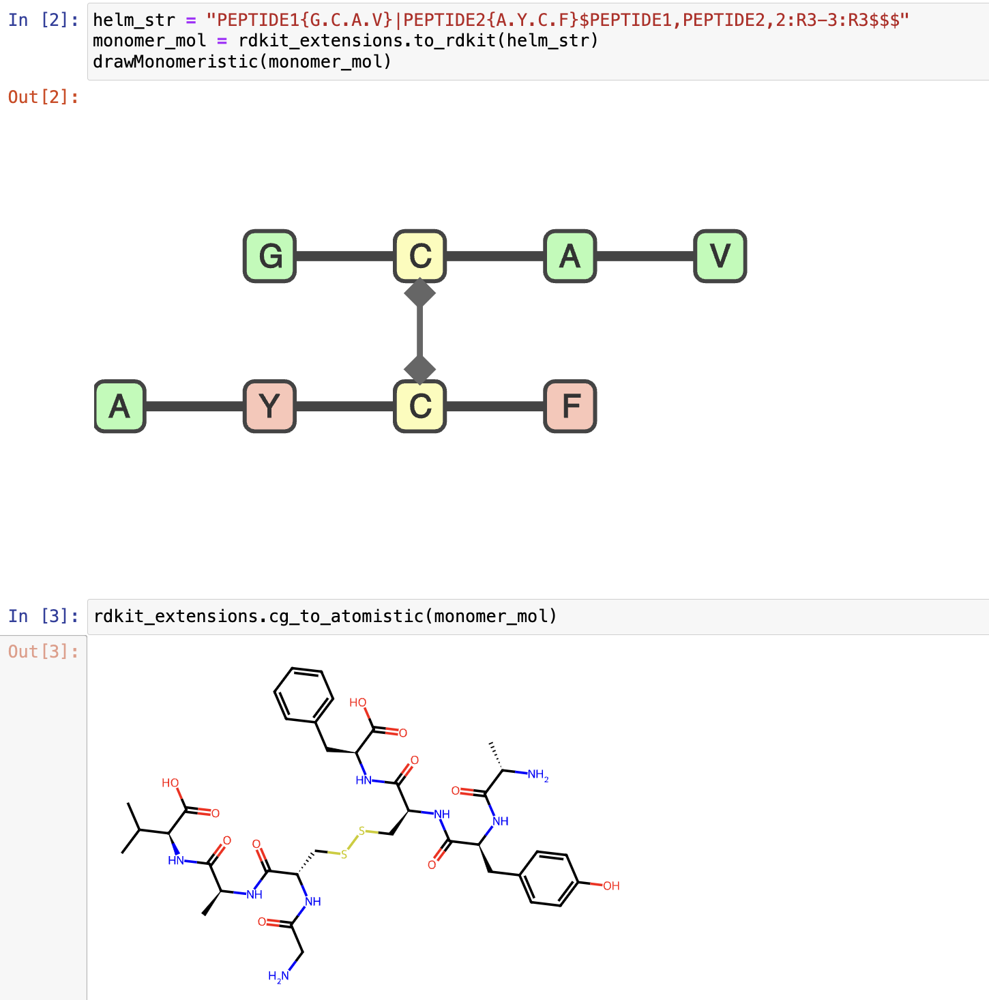 In [2]: helm_str = "PEPTIDE1{G.C.A.V}|PEPTIDE2{A.Y.C.F}$PEPTIDE1,PEPTIDE2,2:R3-3:R3$$$"
monomer_mol = rdkit_extensions.to_rdkit(helm_str)
drawMonomeristic(monomer_mol)
Out[2]:
G C A V
A Y C F
In [3]: rdkit_extensions.cg_to_atomistic(monomer_mol)
Out[3]:
HO
O
O
NH2
HN
O
HO
O
NH
NH
S
O
O
HN
S
O
OH
NH
NH
O
H2N